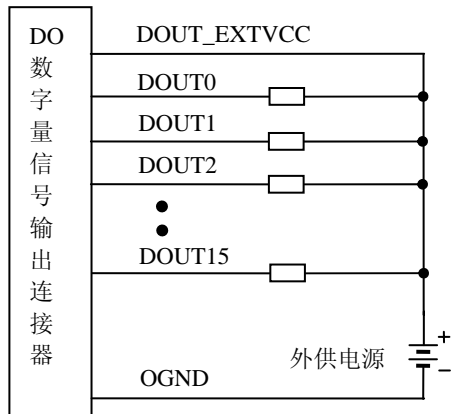 DO
数
字
量
信
号
输
出
连
接
器
DOUT_EXTVCC
DOUT0
DOUT1
DOUT2
DOUT15
外供电源
+
−
OGND